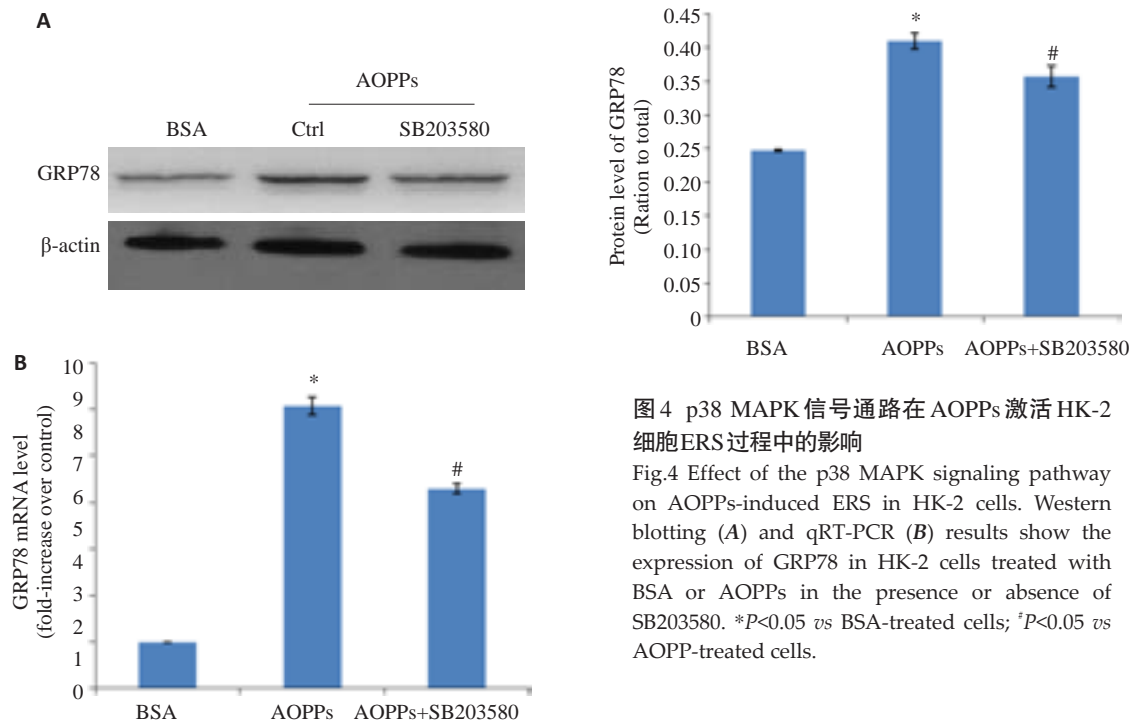 A
AOPPs
BSA Ctrl SB203580
GRP78
β-actin
Protein level of GRP78
(Ration to total)
0.45
0.40
0.35
0.30
0.25
0.20
0.15
0.10
0.05
0
*
#
BSA AOPPs AOPPs+SB203580
B
GRP78 mRNA level
(fold-increase over control)
10
9
8
7
6
5
4
3
2
1
0
*
#
BSA AOPPs AOPPs+SB203580
图4 p38 MAPK信号通路在AOPPs激活HK-2
细胞ERS过程中的影响
Fig.4 Effect of the p38 MAPK signaling pathway
on AOPPs-induced ERS in HK-2 cells. Western
blotting (A) and qRT-PCR (B) results show the
expression of GRP78 in HK-2 cells treated with
BSA or AOPPs in the presence or absence of
SB203580. *P<0.05 vs BSA-treated cells; #P<0.05 vs
AOPP-treated cells.